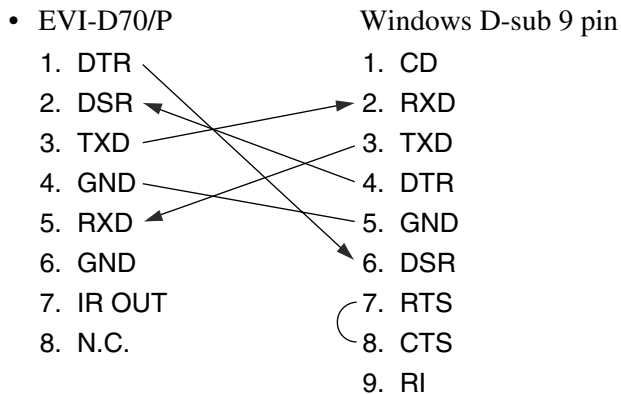 • EVI-D70/P
1. DTR
2. DSR
3. TXD
4. GND
5. RXD
6. GND
7. IR OUT
8. N.C.
Windows D-sub 9 pin
1. CD
2. RXD
3. TXD
4. DTR
5. GND
6. DSR
7. RTS
8. CTS
9. RI